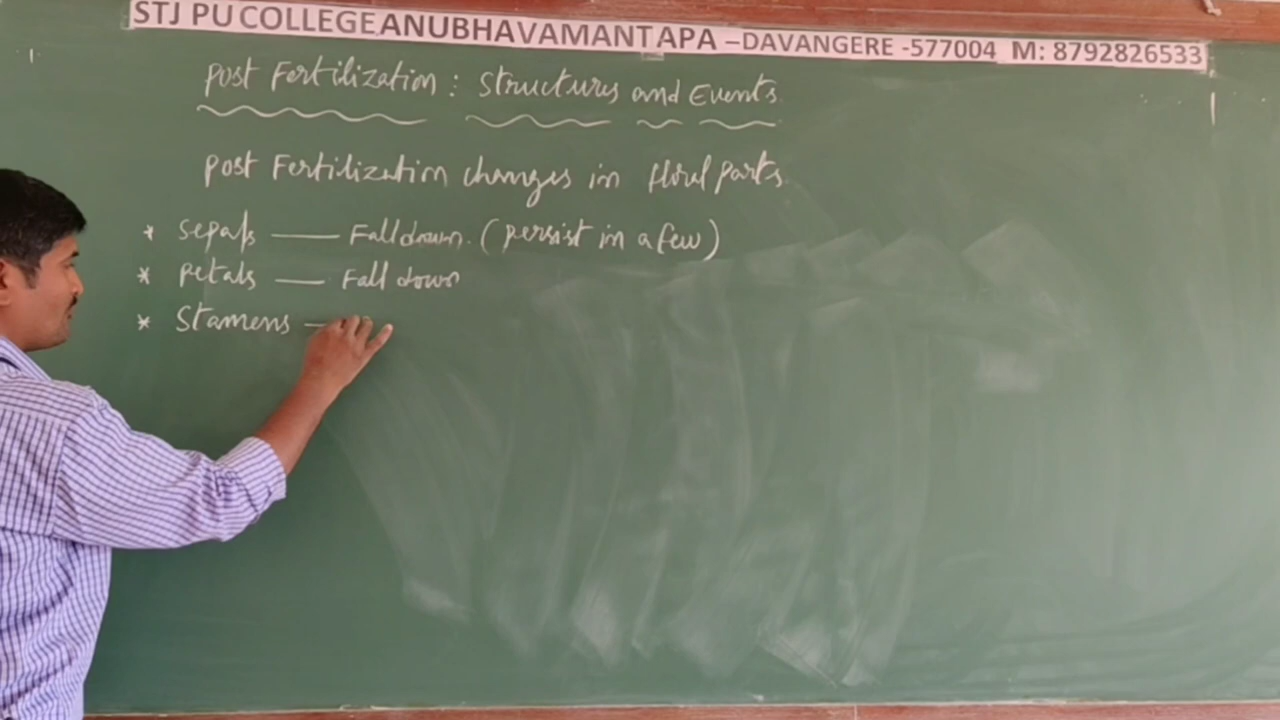 STJ PU COLLEGE ANUBHAVAMANTAPA –DAVANGERE -577004 M: 8792826533
Post Fertilization : Structures and Events
Post Fertilization changes in floral parts.
* Sepals —— Fall down. (persist in a few)
* Petals —— Fall down
* Stamens —